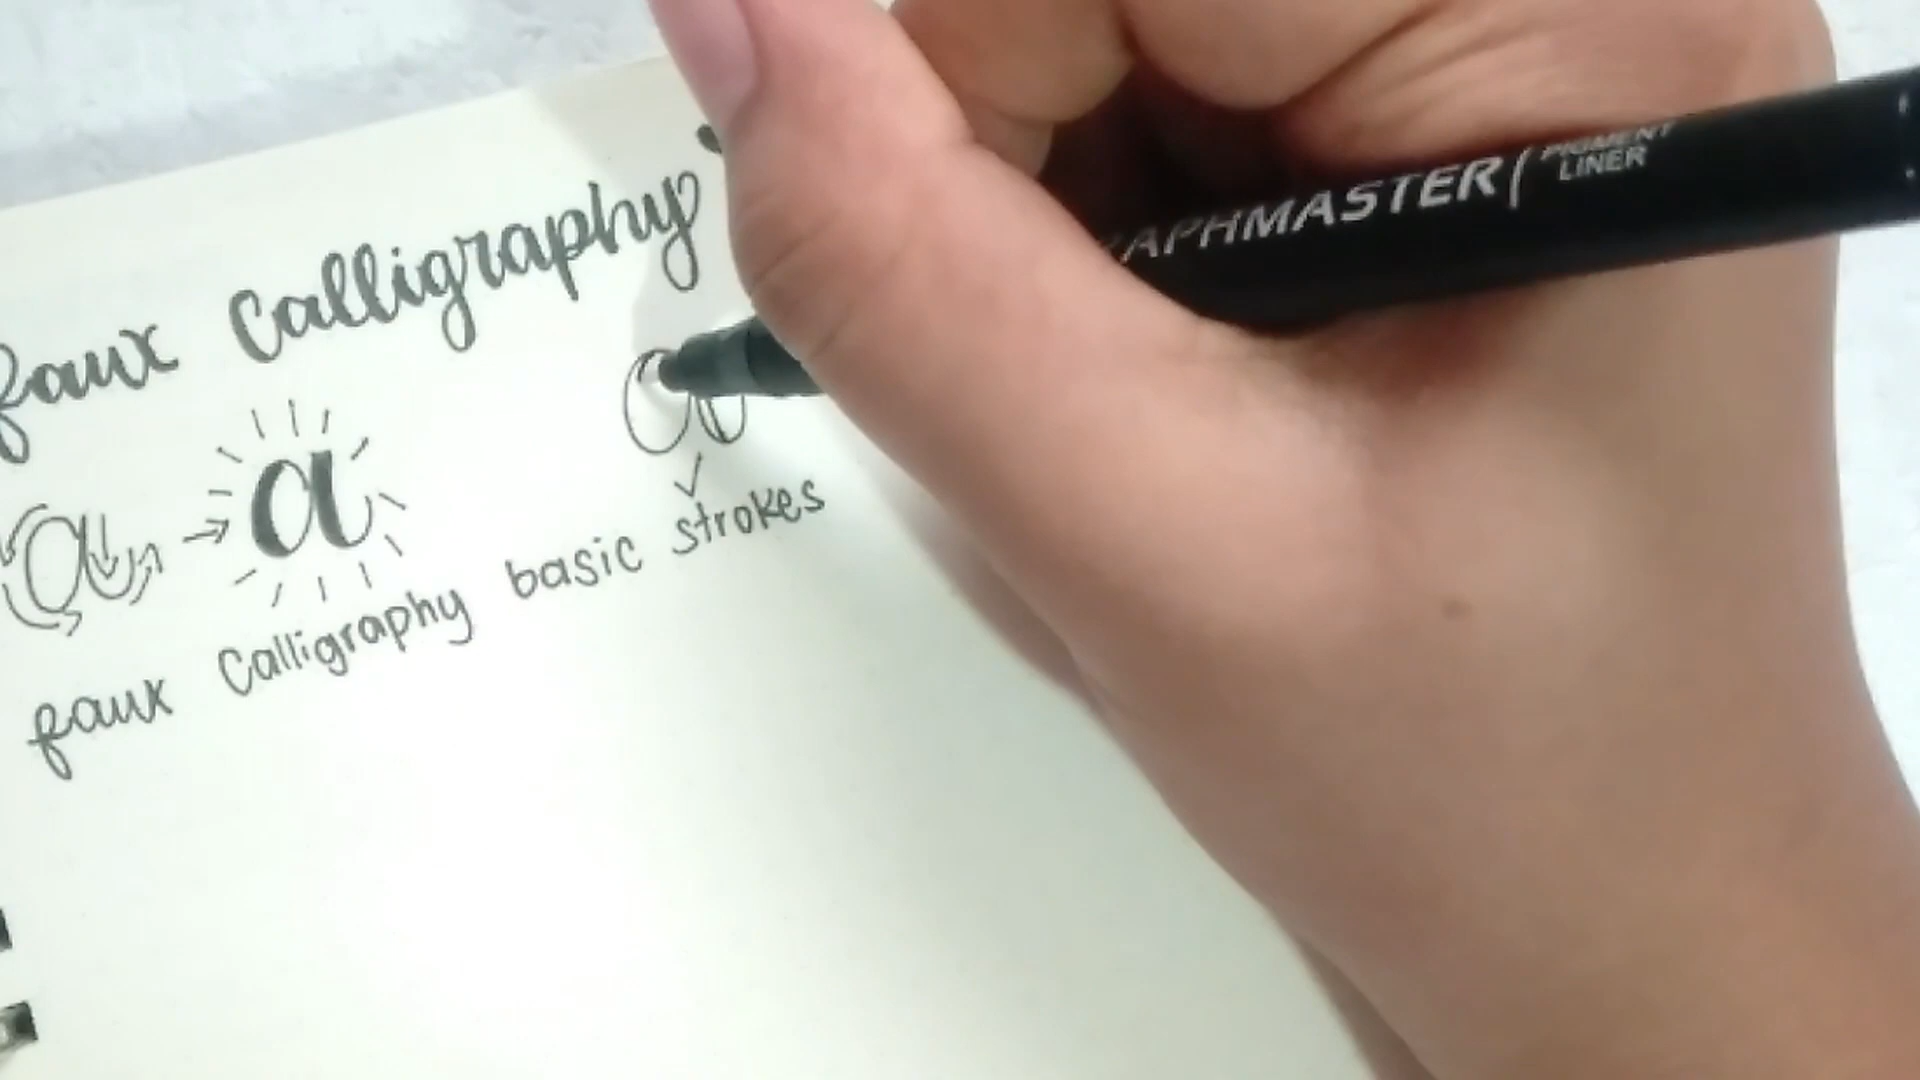 faux Calligraphy
a → a
a
faux Calligraphy basic strokes
APHMASTER ( PIGMENT LINER